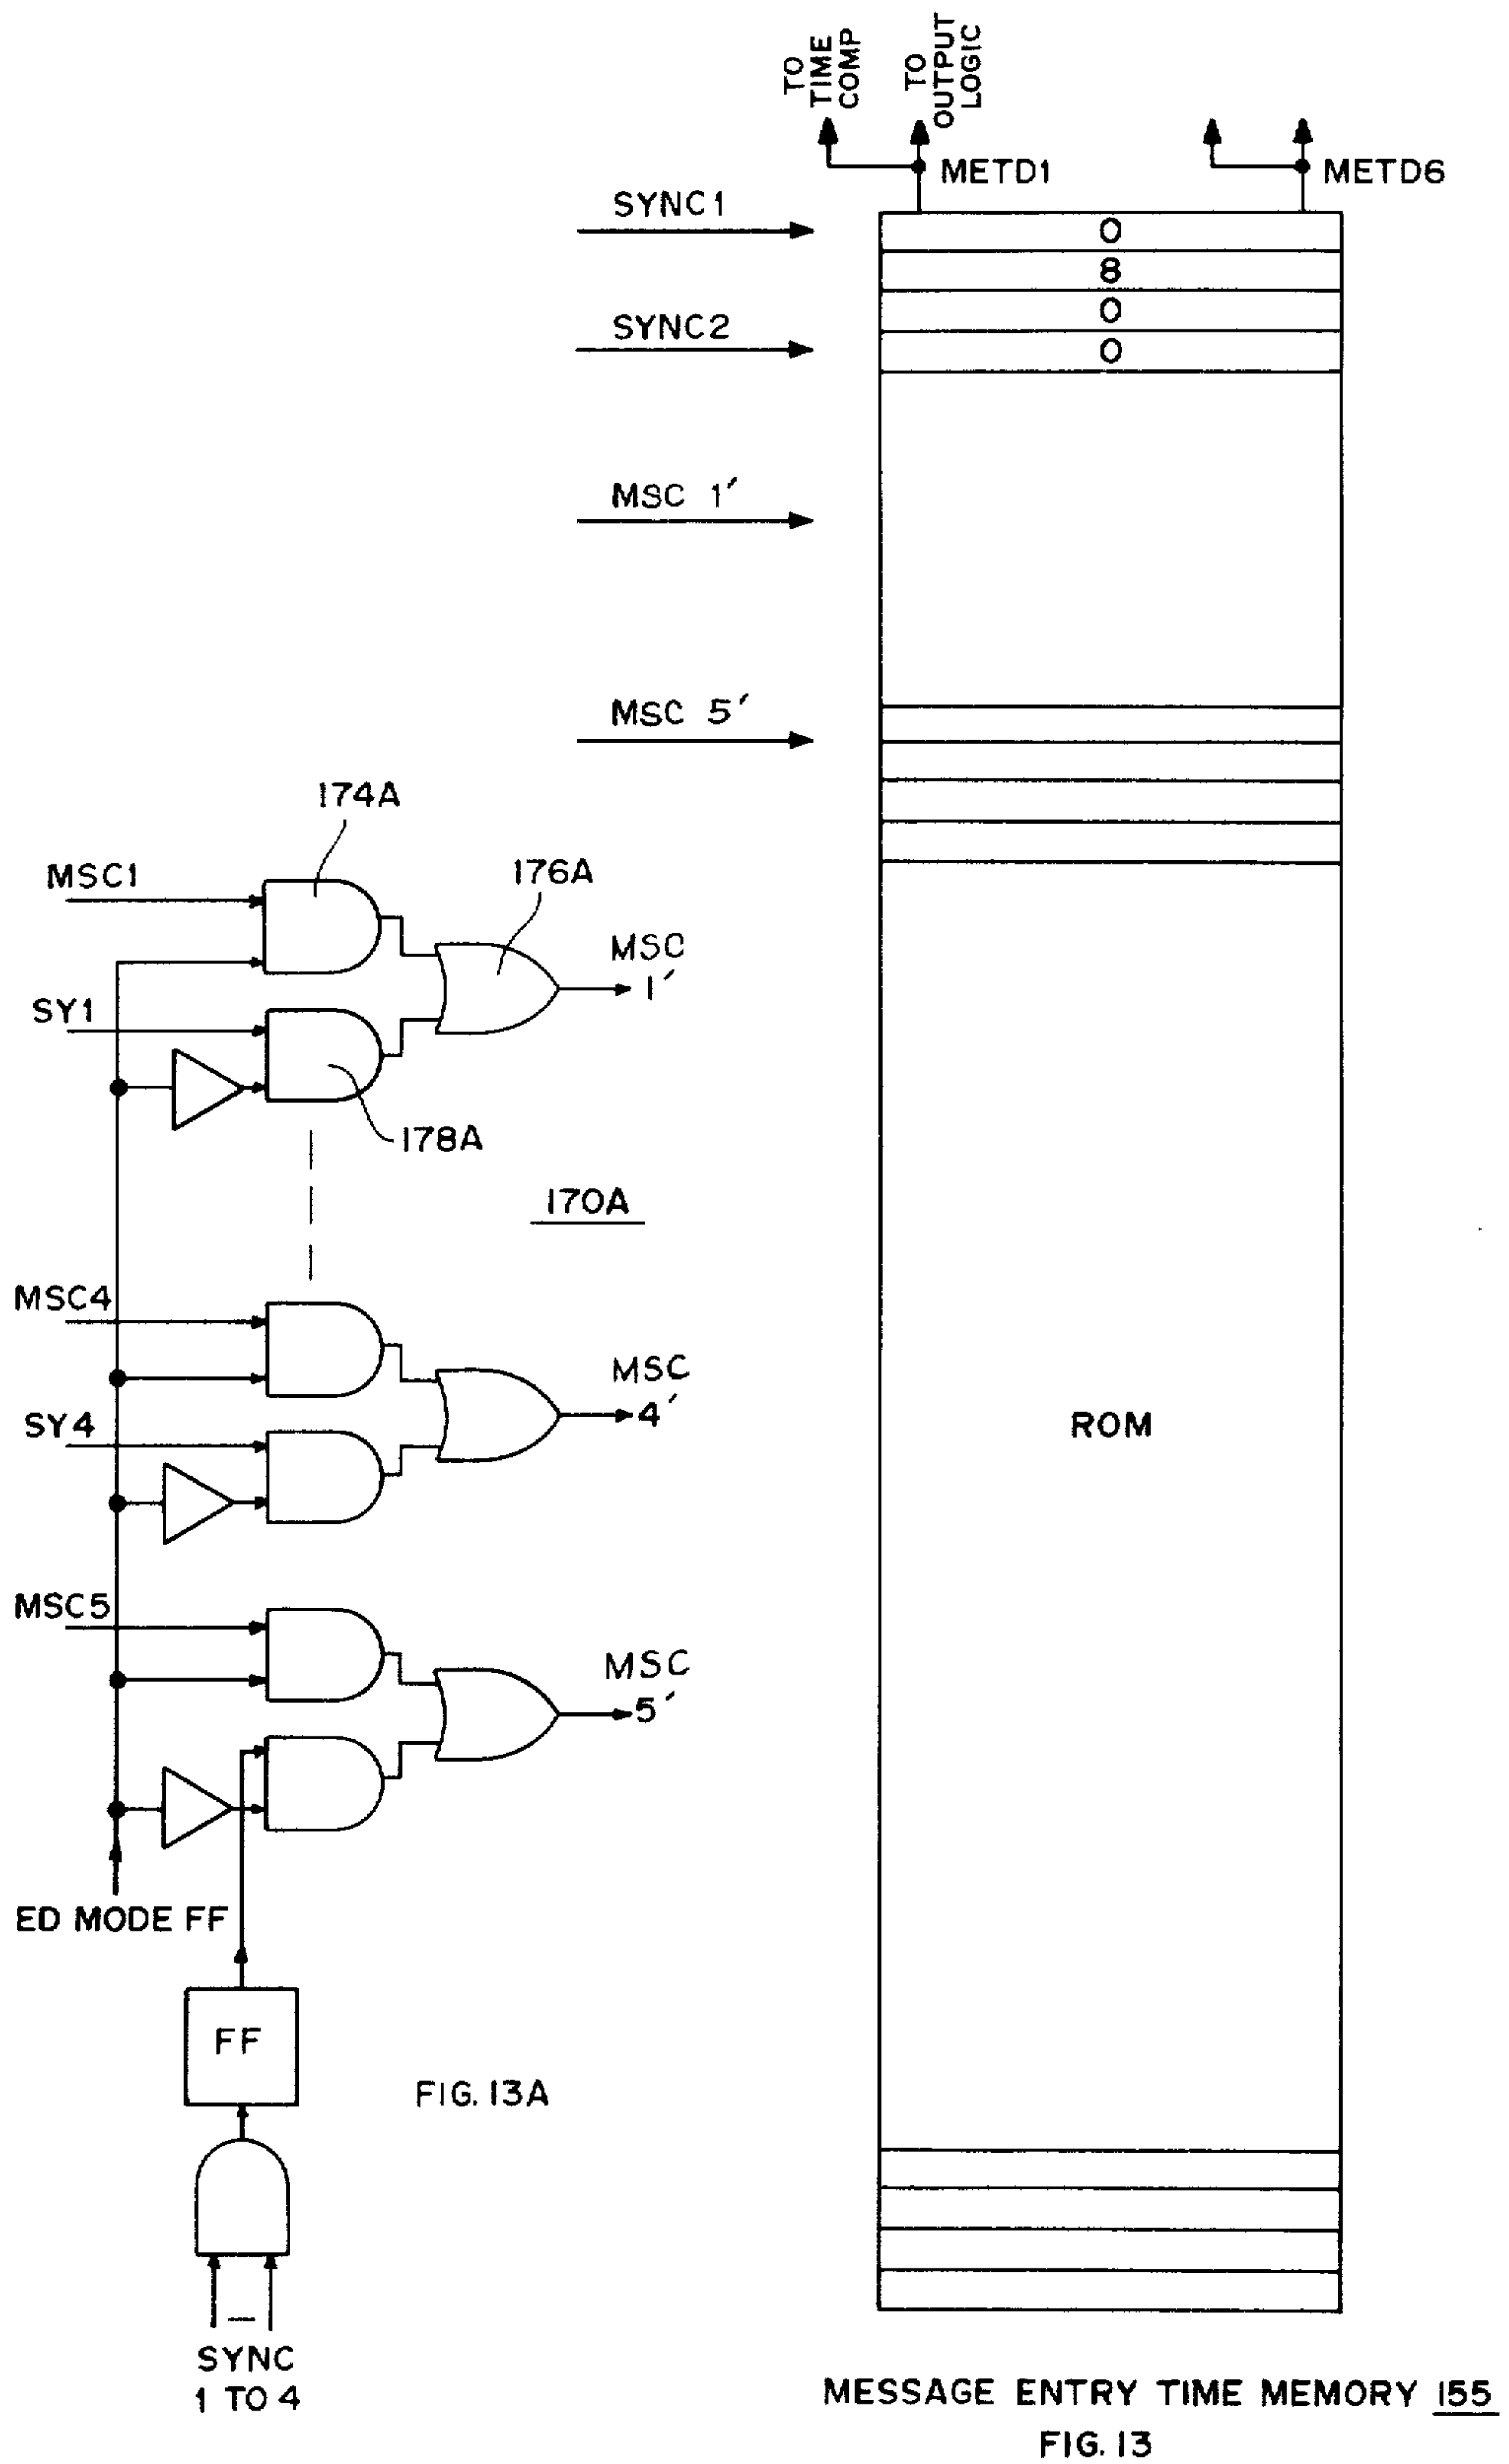 TO
TIME
COMP
TO
OUTPUT
LOGIC
METD1
METD6
SYNC1
0
8
SYNC2
0
0
MSC 1′
MSC 5′
174A
MSC1
176A
MSC
1′
SY1
178A
170A
MSC4
MSC
4′
SY4
ROM
MSC5
MSC
5′
ED MODE FF
FF
FIG. 13A
SYNC
1 TO 4
MESSAGE ENTRY TIME MEMORY 155
FIG. 13